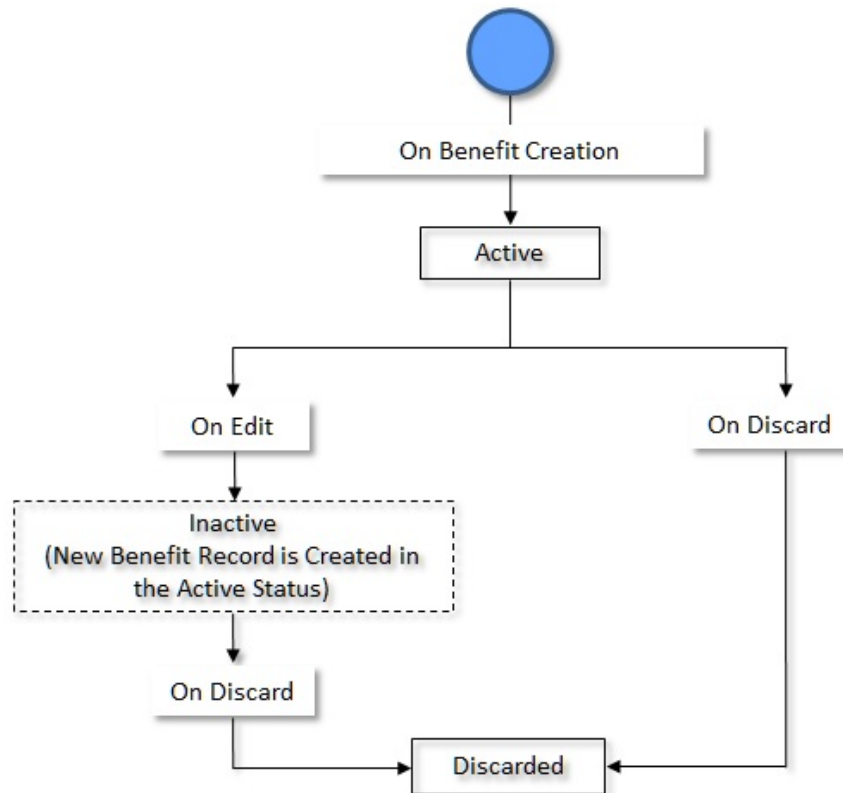 On Benefit Creation
Active
On Edit
On Discard
Inactive
(New Benefit Record is Created in
the Active Status)
On Discard
Discarded